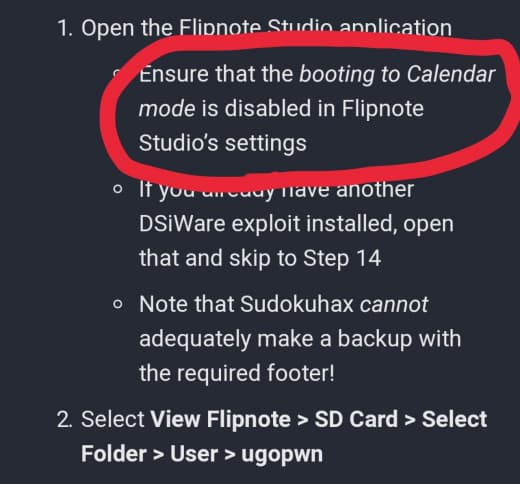 1. Open the Flipnote Studio application
Ensure that the booting to Calendar
mode is disabled in Flipnote
Studio's settings
If you already have another
DSiWare exploit installed, open
that and skip to Step 14
Note that Sudokuhax cannot
adequately make a backup with
the required footer!
2. Select View Flipnote > SD Card > Select
Folder > User > ugopwn